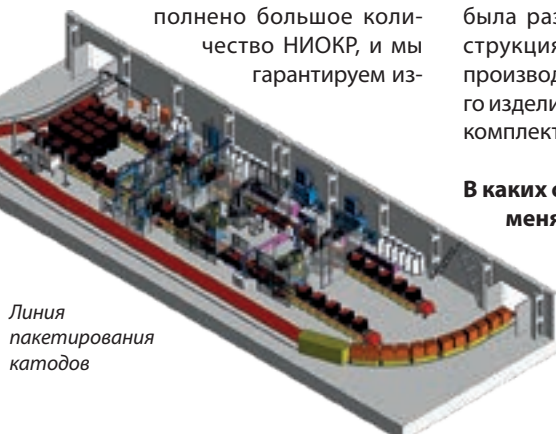 полнено большое коли-
чество НИОКР, и мы
гарантируем из-
была раз
струкция
производ
го издели
комплект
В каких
меня
Линия
пакетирования
катодов